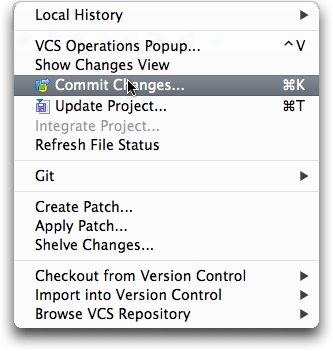 Local History
VCS Operations Popup... ^V
Show Changes View
Commit Changes... ⌘K
Update Project... ⌘T
Integrate Project...
Refresh File Status
Git
Create Patch...
Apply Patch...
Shelve Changes...
Checkout from Version Control
Import into Version Control
Browse VCS Repository